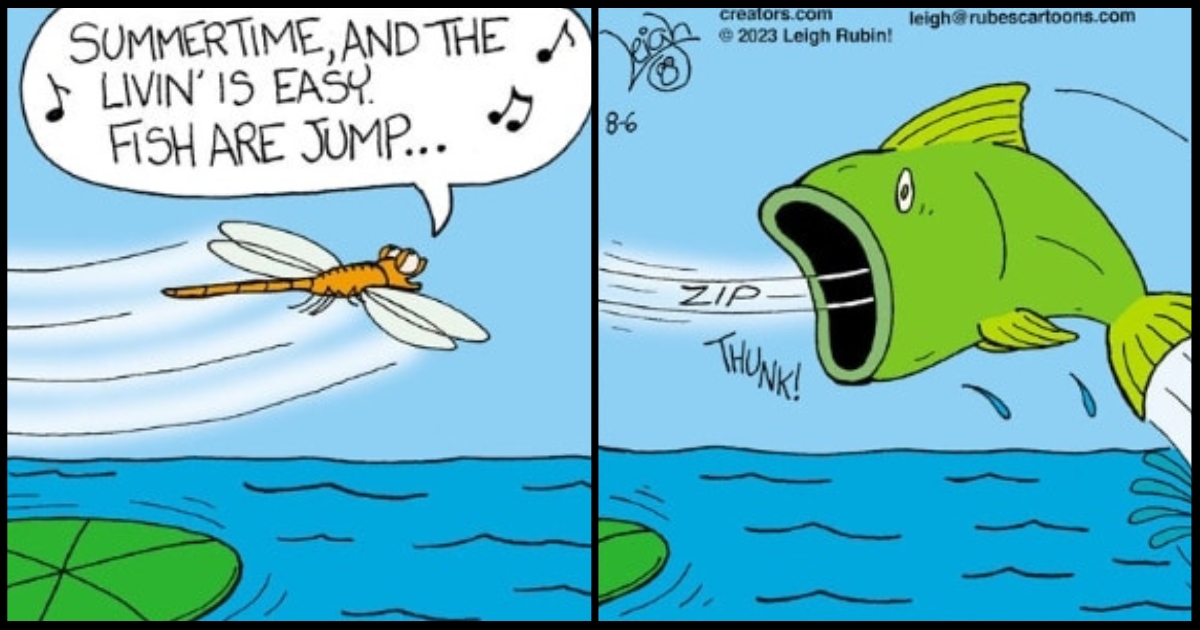 SUMMERTIME, AND THE
LIVIN' IS EASY.
FISH ARE JUMP...
creators.com
© 2023 Leigh Rubin!
leigh@rubescartoons.com
Leigh
8-6
ZIP
THUNK!